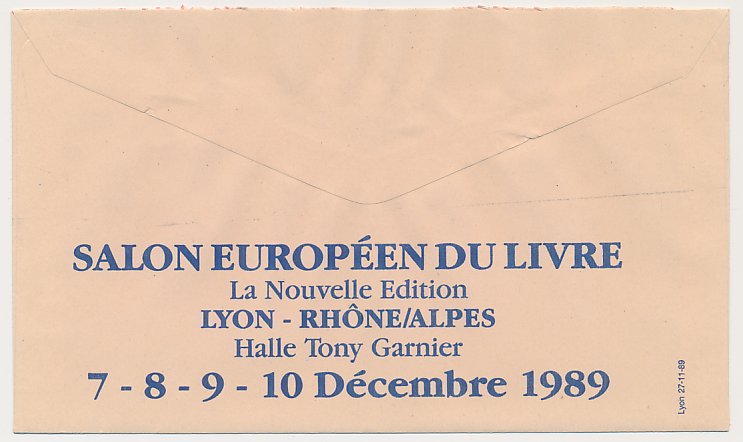 SALON EUROPÉEN DU LIVRE
La Nouvelle Edition
LYON - RHÔNE/ALPES
Halle Tony Garnier
7 - 8 - 9 - 10 Décembre 1989
Lyon 27-11-89